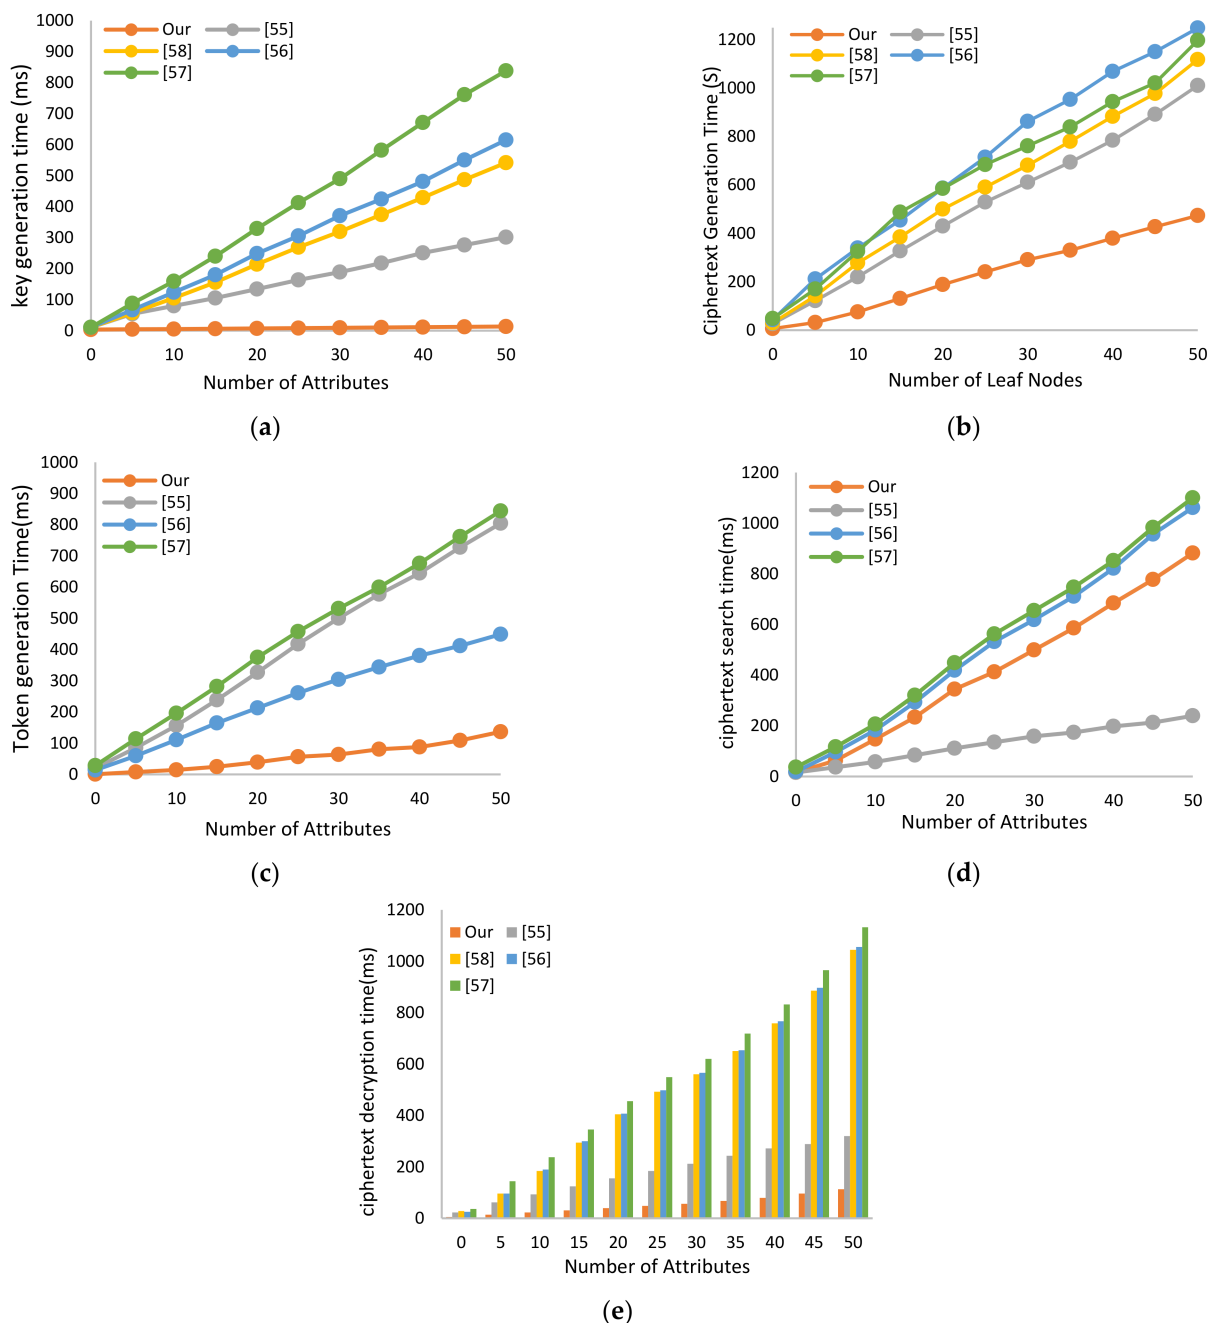 1000
900
800
700
600
500
400
300
200
100
0
key generation time (ms)
Our
[55]
[58]
[56]
[57]
0 10 20 30 40 50
Number of Attributes
(a)
1200
1000
800
600
400
200
0
Ciphertext Generation Time (S)
Our
[55]
[58]
[56]
[57]
0 10 20 30 40 50
Number of Leaf Nodes
(b)
1000
900
800
700
600
500
400
300
200
100
0
Token generation Time(ms)
Our
[55]
[56]
[57]
0 10 20 30 40 50
Number of Attributes
(c)
1200
1000
800
600
400
200
0
ciphertext search time(ms)
Our
[55]
[56]
[57]
0 10 20 30 40 50
Number of Attributes
(d)
1200
1000
800
600
400
200
0
ciphertext decryption time(ms)
Our
[55]
[58]
[56]
[57]
0 5 10 15 20 25 30 35 40 45 50
Number of Attributes
(e)